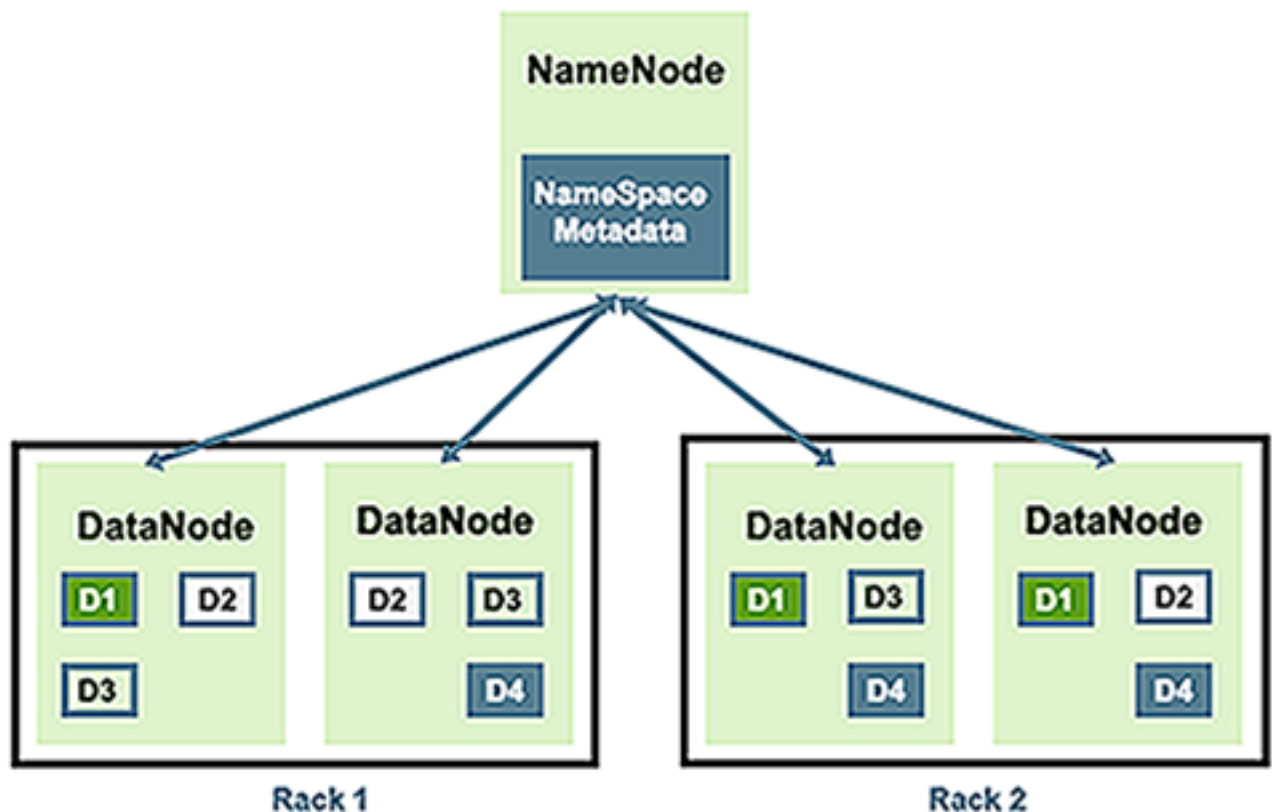 NameNode
NameSpace
Metadata
DataNode
D1 D2
D3
DataNode
D2 D3
D4
DataNode
D1 D3
D4
DataNode
D1 D2
D4
Rack 1
Rack 2